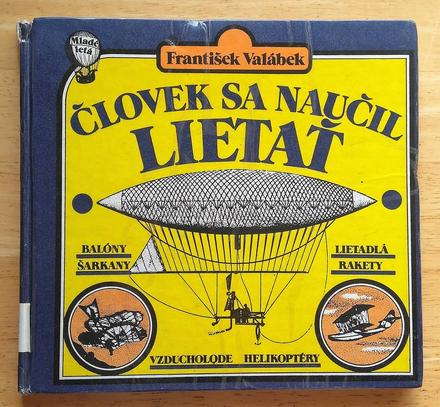 Mladé
letá
František Valábek
ČLOVEK SA NAUČIL
LIETAŤ
BALÓNY
ŠARKANY
LIETADLÁ
RAKETY
VZDUCHOLODE HELIKOPTÉRY